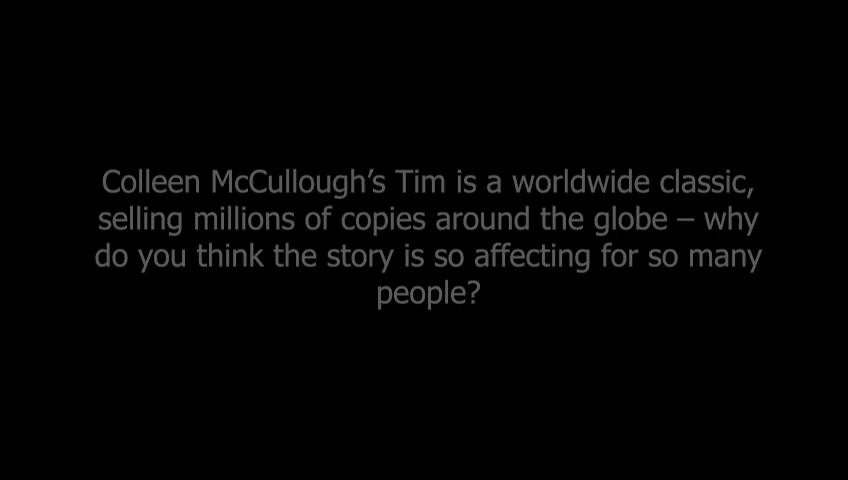 Colleen McCullough’s Tim is a worldwide classic,
selling millions of copies around the globe – why
do you think the story is so affecting for so many
people?